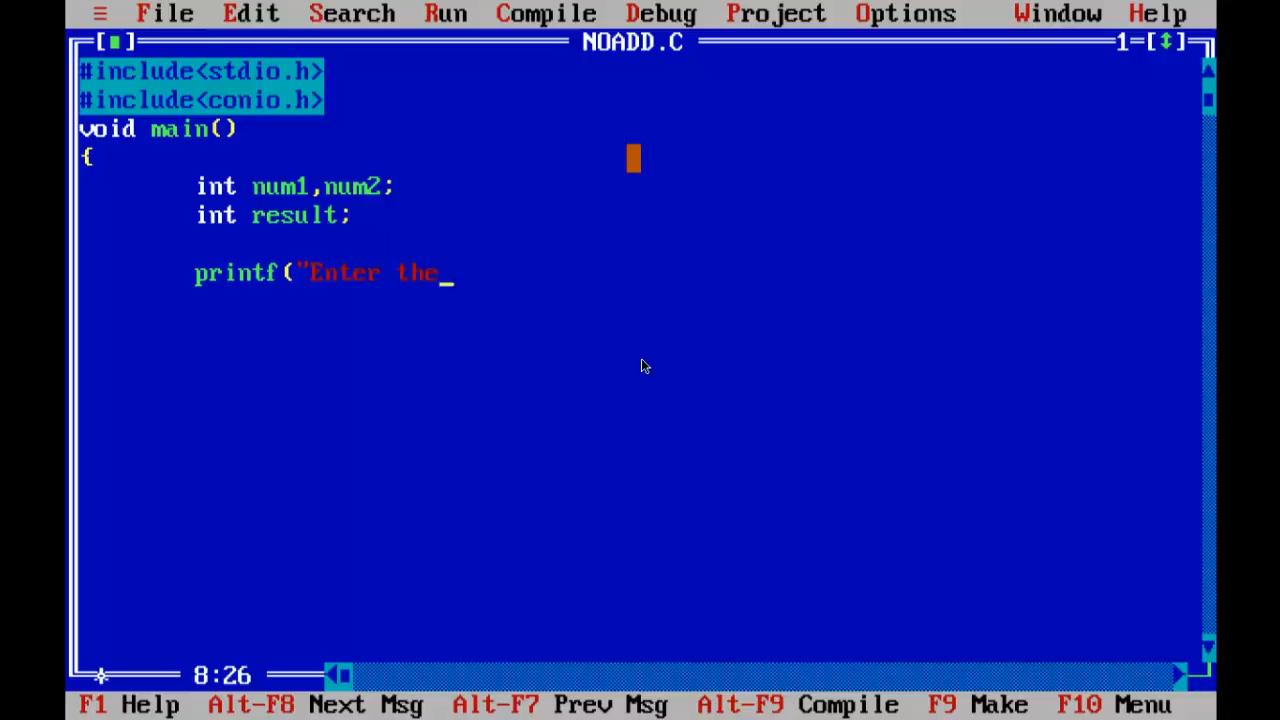 ≡ File Edit Search Run Compile Debug Project Options Window Help
[■] NOADD.C 1=[↕]
#include<stdio.h>
#include<conio.h>
void main()
{
int num1,num2;
int result;
printf("Enter the_
8:26
F1 Help Alt-F8 Next Msg Alt-F7 Prev Msg Alt-F9 Compile F9 Make F10 Menu